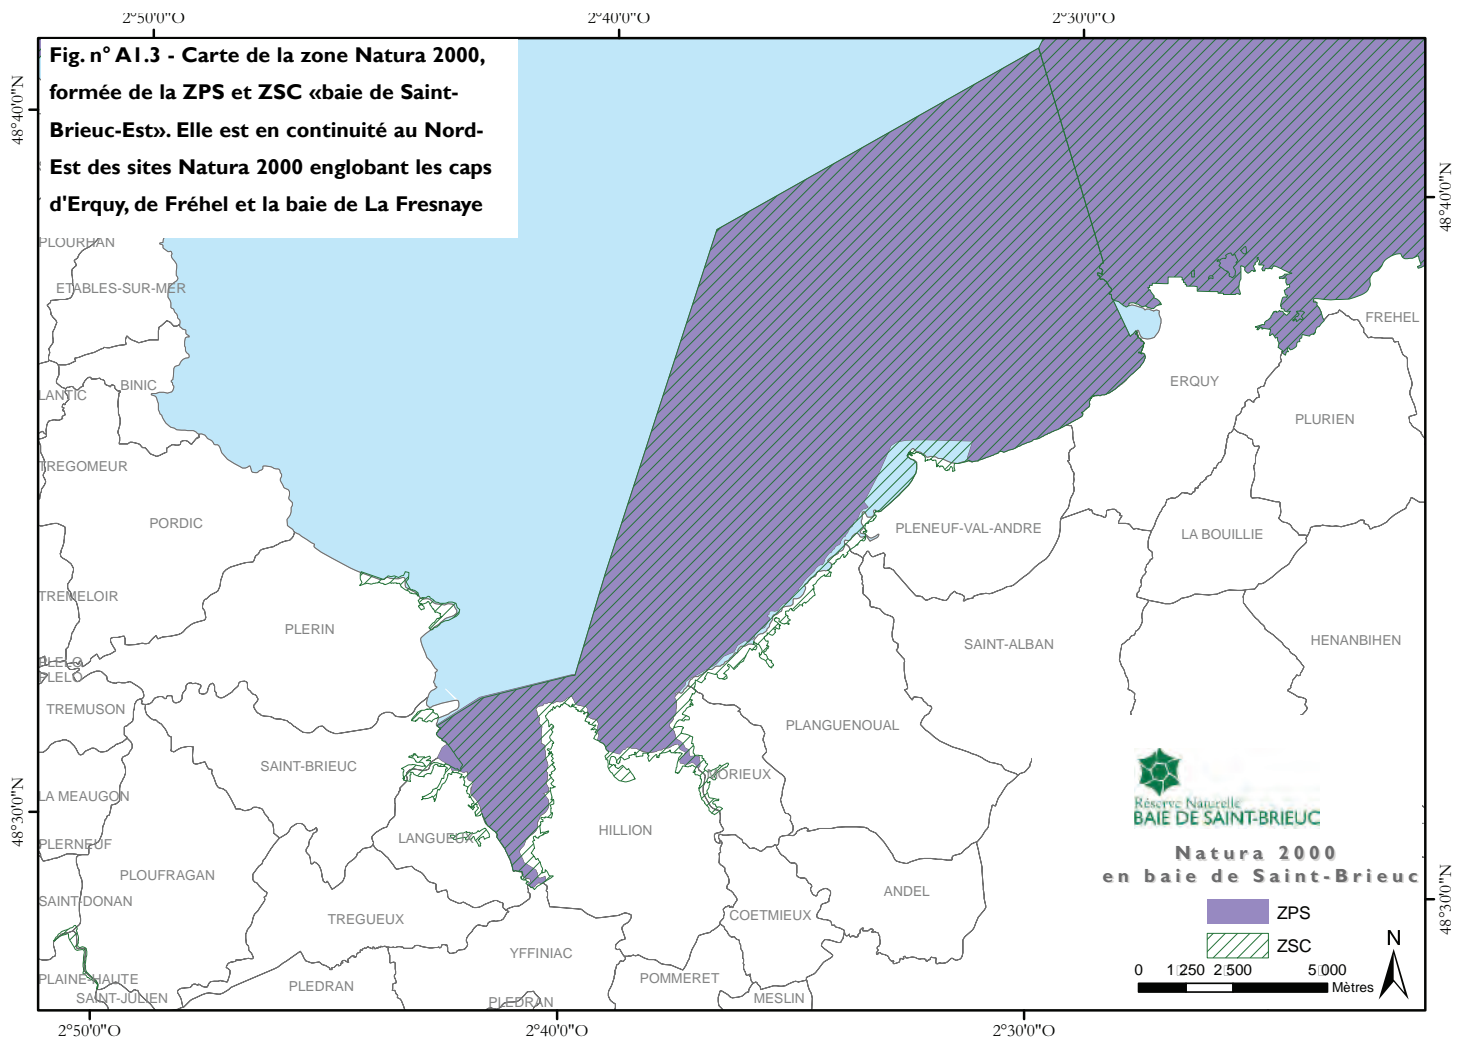 2°50'0"O 2°40'0"O 2°30'0"O
Fig. n° A1.3 - Carte de la zone Natura 2000,
formée de la ZPS et ZSC «baie de Saint-
Brieuc-Est». Elle est en continuité au Nord-
Est des sites Natura 2000 englobant les caps
d'Erquy, de Fréhel et la baie de La Fresnaye
48°40'0"N
48°40'0"N
PLOURHAN
ETABLES-SUR-MER
FREHEL
BINIC
ERQUY
LANTIC
PLURIEN
TREGOMEUR
PORDIC
PLENEUF-VAL-ANDRE
LA BOUILLIE
TREMELOIR
PLERIN
SAINT-ALBAN
HENANBIHEN
PLELO
PLELO
TREMUSON
PLANGUENOUAL
SAINT-BRIEUC
MORIEUX
LA MEAUGON
48°30'0"N
HILLION
LANGUEUX
PLERNEUF
PLOUFRAGAN
ANDEL
SAINT-DONAN
TREGUEUX
COETMIEUX
YFFINIAC
PLAINE-HAUTE
PLEDRAN
POMMERET
SAINT-JULIEN
PLEDRAN
MESLIN
Réserve Naturelle
BAIE DE SAINT-BRIEUC
Natura 2000
en baie de Saint-Brieuc
ZPS
ZSC
48°30'0"N
N
0 1 250 2 500 5 000
Mètres
2°50'0"O 2°40'0"O 2°30'0"O